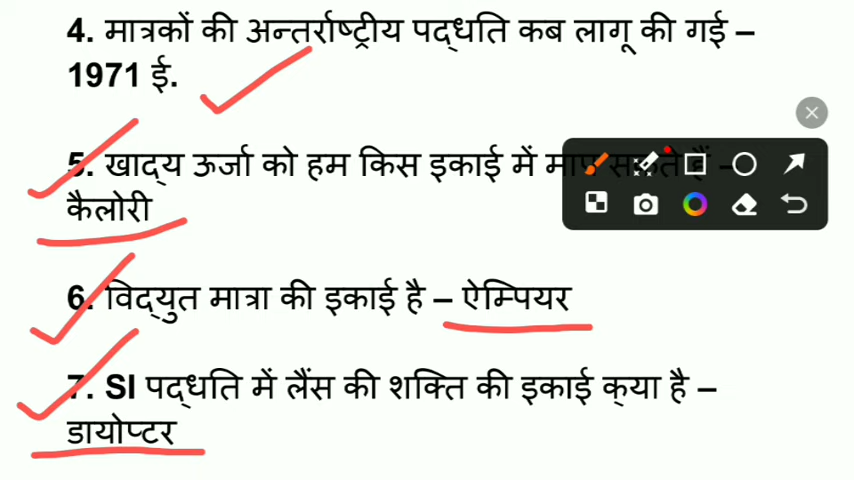 4. मात्रकों की अन्तर्राष्ट्रीय पद्धति कब लागू की गई –
1971 ई.
5. खाद्य ऊर्जा को हम किस इकाई में माप सकते हैं –
कैलोरी
6. विद्युत मात्रा की इकाई है – ऐम्पियर
7. SI पद्धति में लैंस की शक्ति की इकाई क्या है –
डायोप्टर